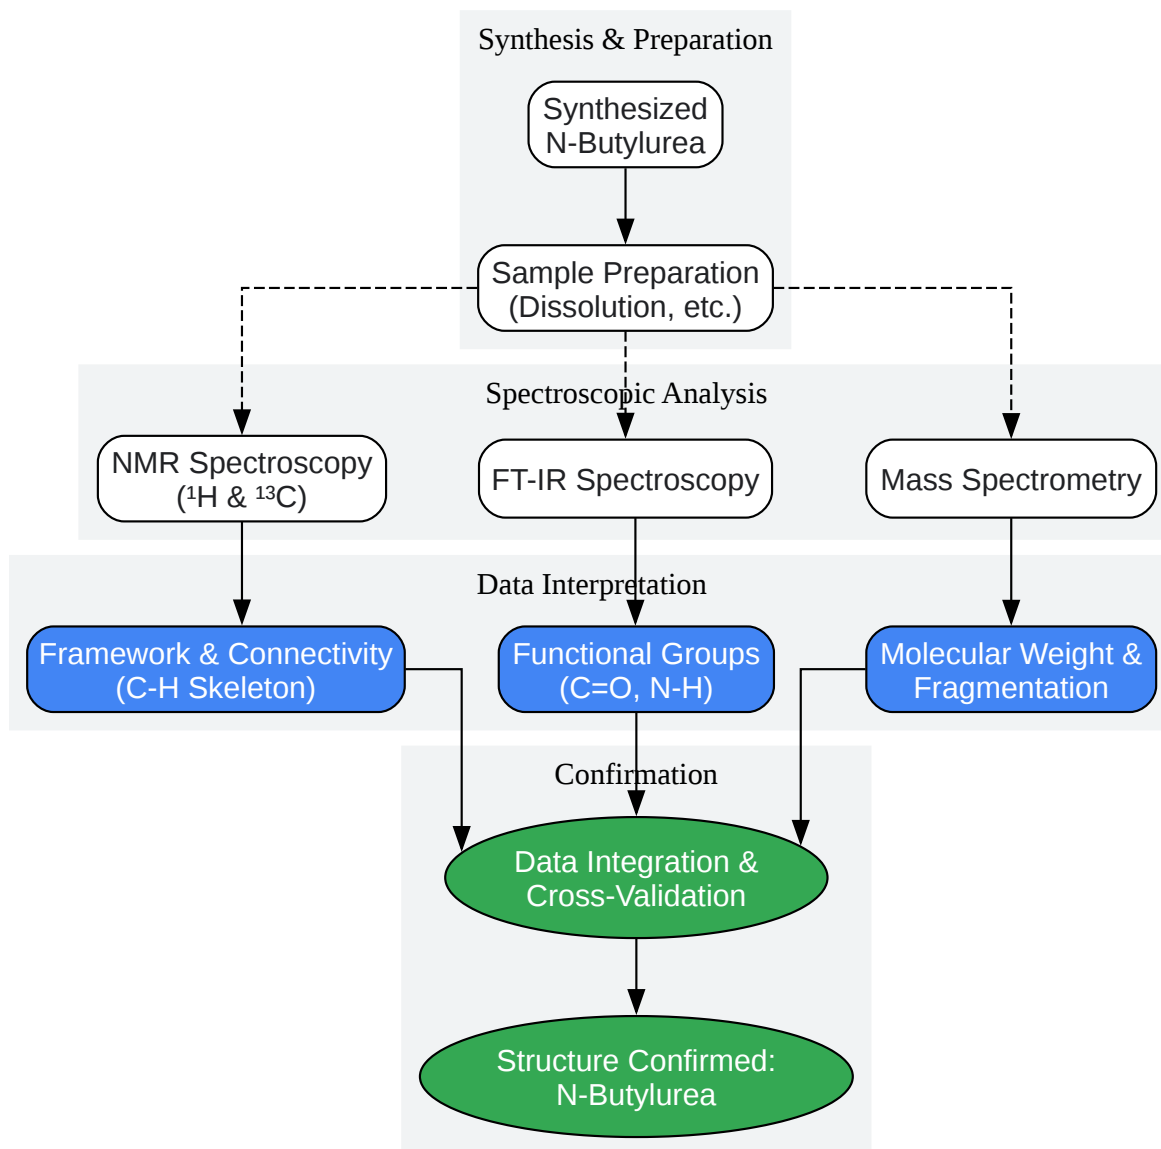 Synthesis & Preparation
Synthesized
N-Butylurea
Sample Preparation
(Dissolution, etc.)
Spectroscopic Analysis
NMR Spectroscopy
(¹H & ¹³C)
FT-IR Spectroscopy
Mass Spectrometry
Data Interpretation
Framework & Connectivity
(C-H Skeleton)
Functional Groups
(C=O, N-H)
Molecular Weight &
Fragmentation
Confirmation
Data Integration &
Cross-Validation
Structure Confirmed:
N-Butylurea